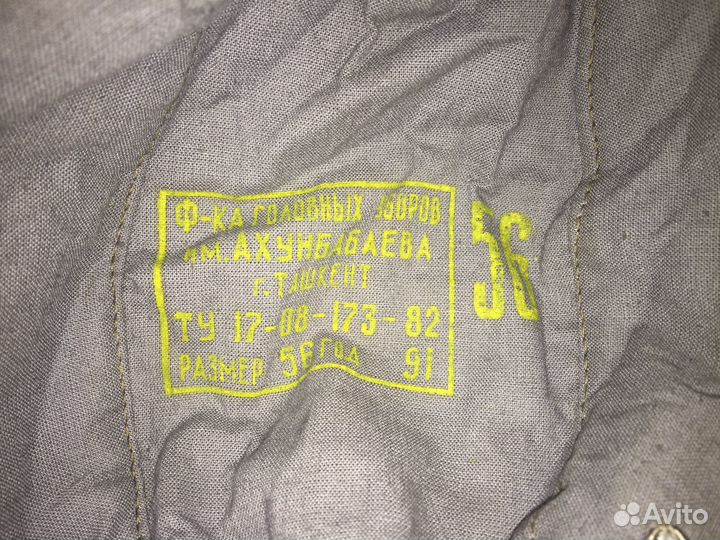 Ф-КА ГОЛОВНЫХ УБОРОВ
ИМ. АХУНБАБАЕВА
г. ТАШКЕНТ
ТУ 17-08-173-82
РАЗМЕР 56 ГОД 91
56
Avito